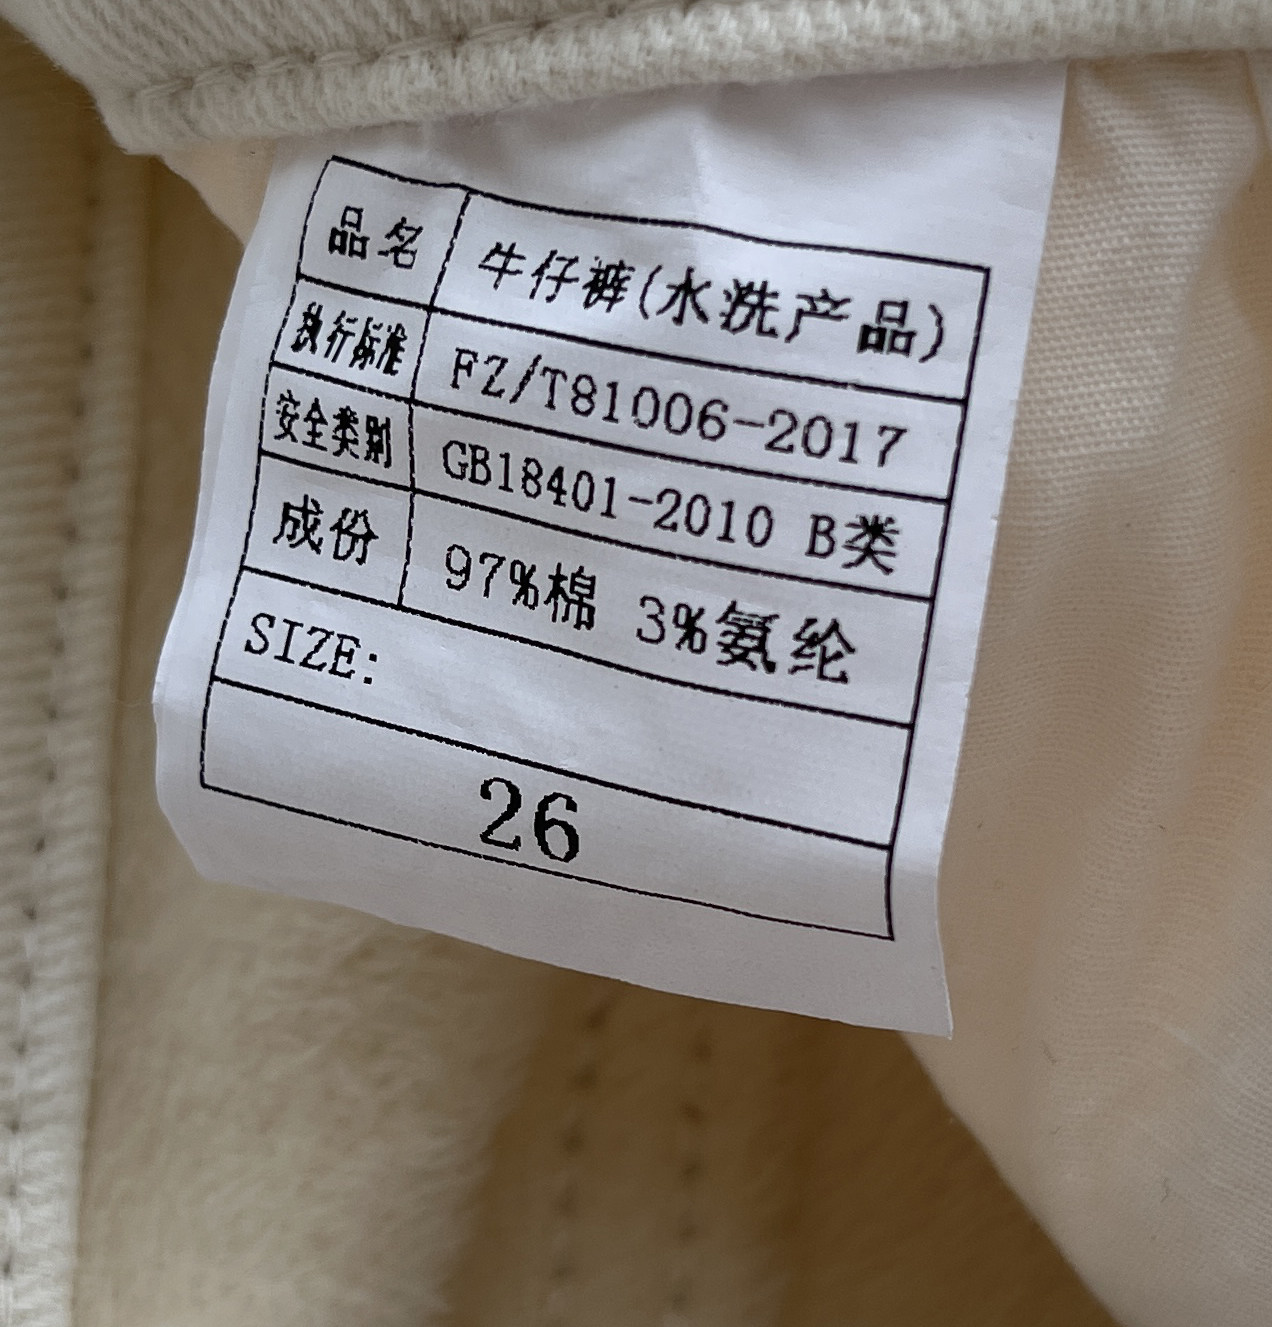 品名 牛仔裤(水洗产品)
执行标准 FZ/T81006-2017
安全类别 GB18401-2010 B类
成份 97%棉 3%氨纶
SIZE:
26